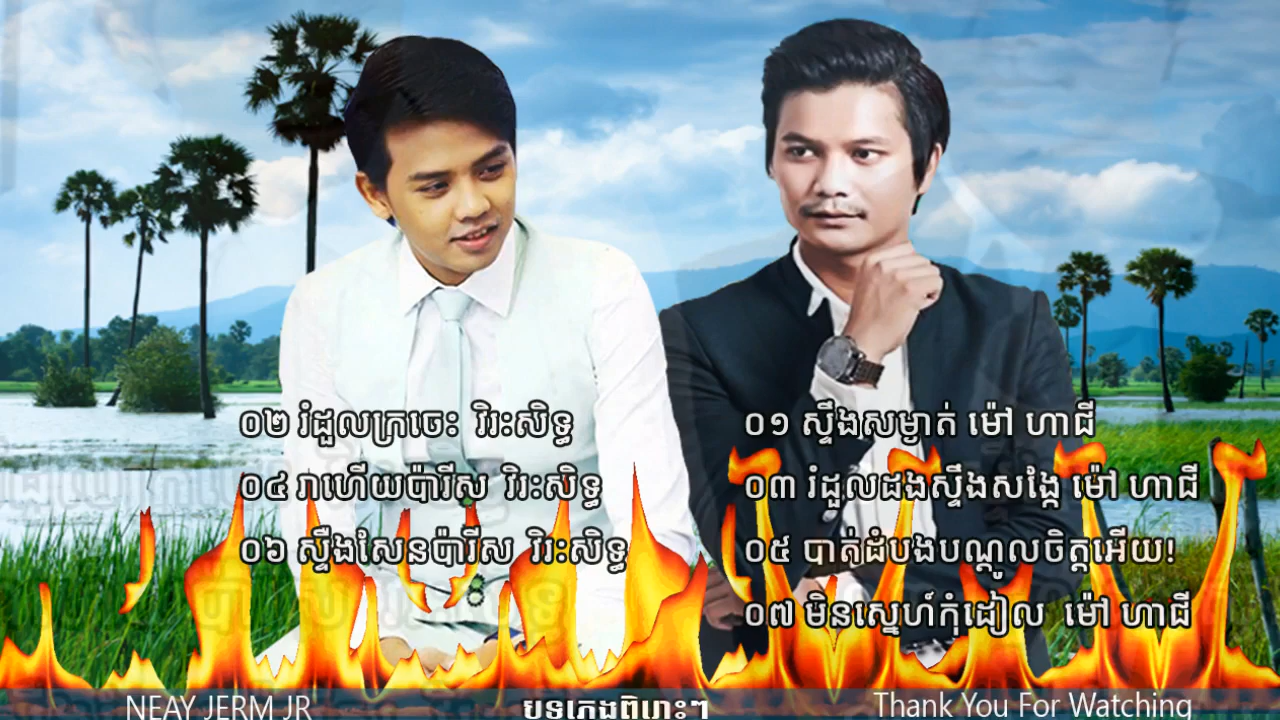 ០២ រំដួលក្រចេះ វិរៈសិទ្ធ
០៤ រាហើយប៉ារីស វិរៈសិទ្ធ
០៦ ស្ទឹងសែនប៉ារីស វិរៈសិទ្ធ
០១ ស្ទឹងសម្ងាត់ ម៉ៅ ហាជី
០៣ រំដួលដងស្ទឹងសង្កែ ម៉ៅ ហាជី
០៥ បាត់ដំបងបណ្តូលចិត្តអើយ!
០៧ មិនស្នេហ៍កុំដៀល ម៉ៅ ហាជី
NEAY JERM JR
បទភ្លេងពិរោះៗ
Thank You For Watching